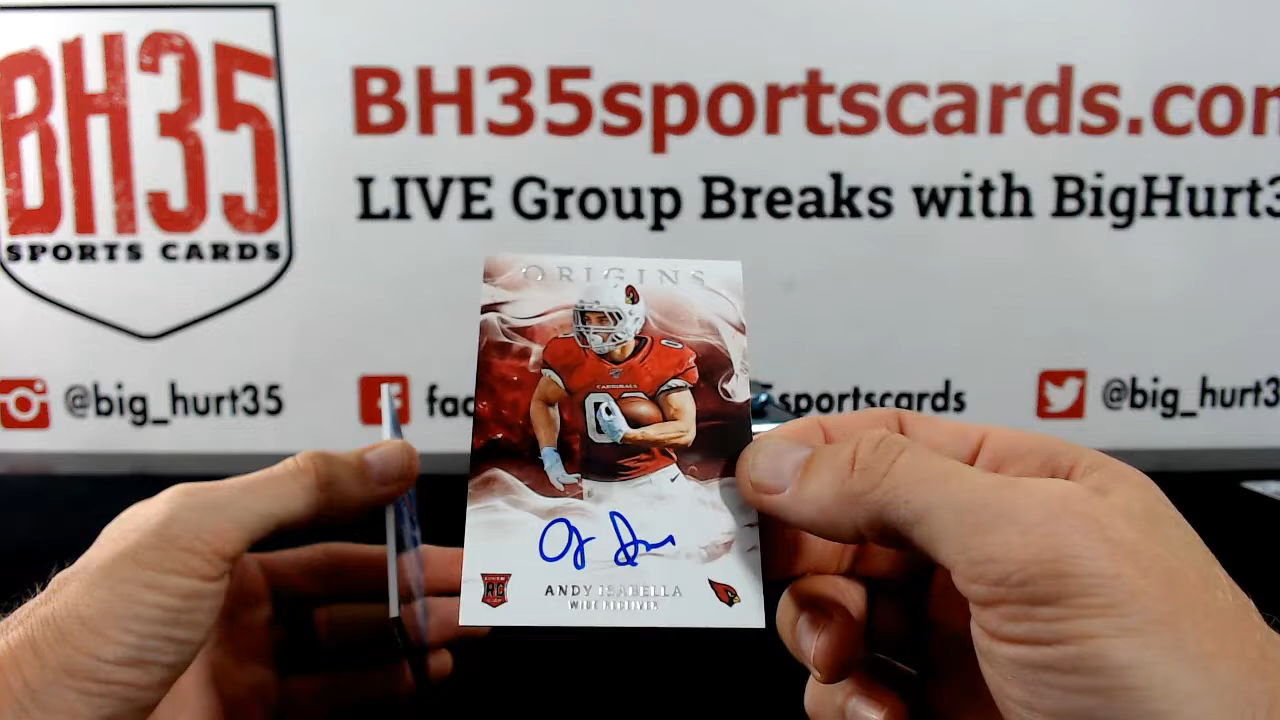 BH35
SPORTS CARDS
BH35sportscards.com
LIVE Group Breaks with BigHurt3
@big_hurt35
fac
sportscards
@big_hurt3
ORIGINS
CARDINALS
RC
ANDY ISABELLA
WIDE RECEIVER